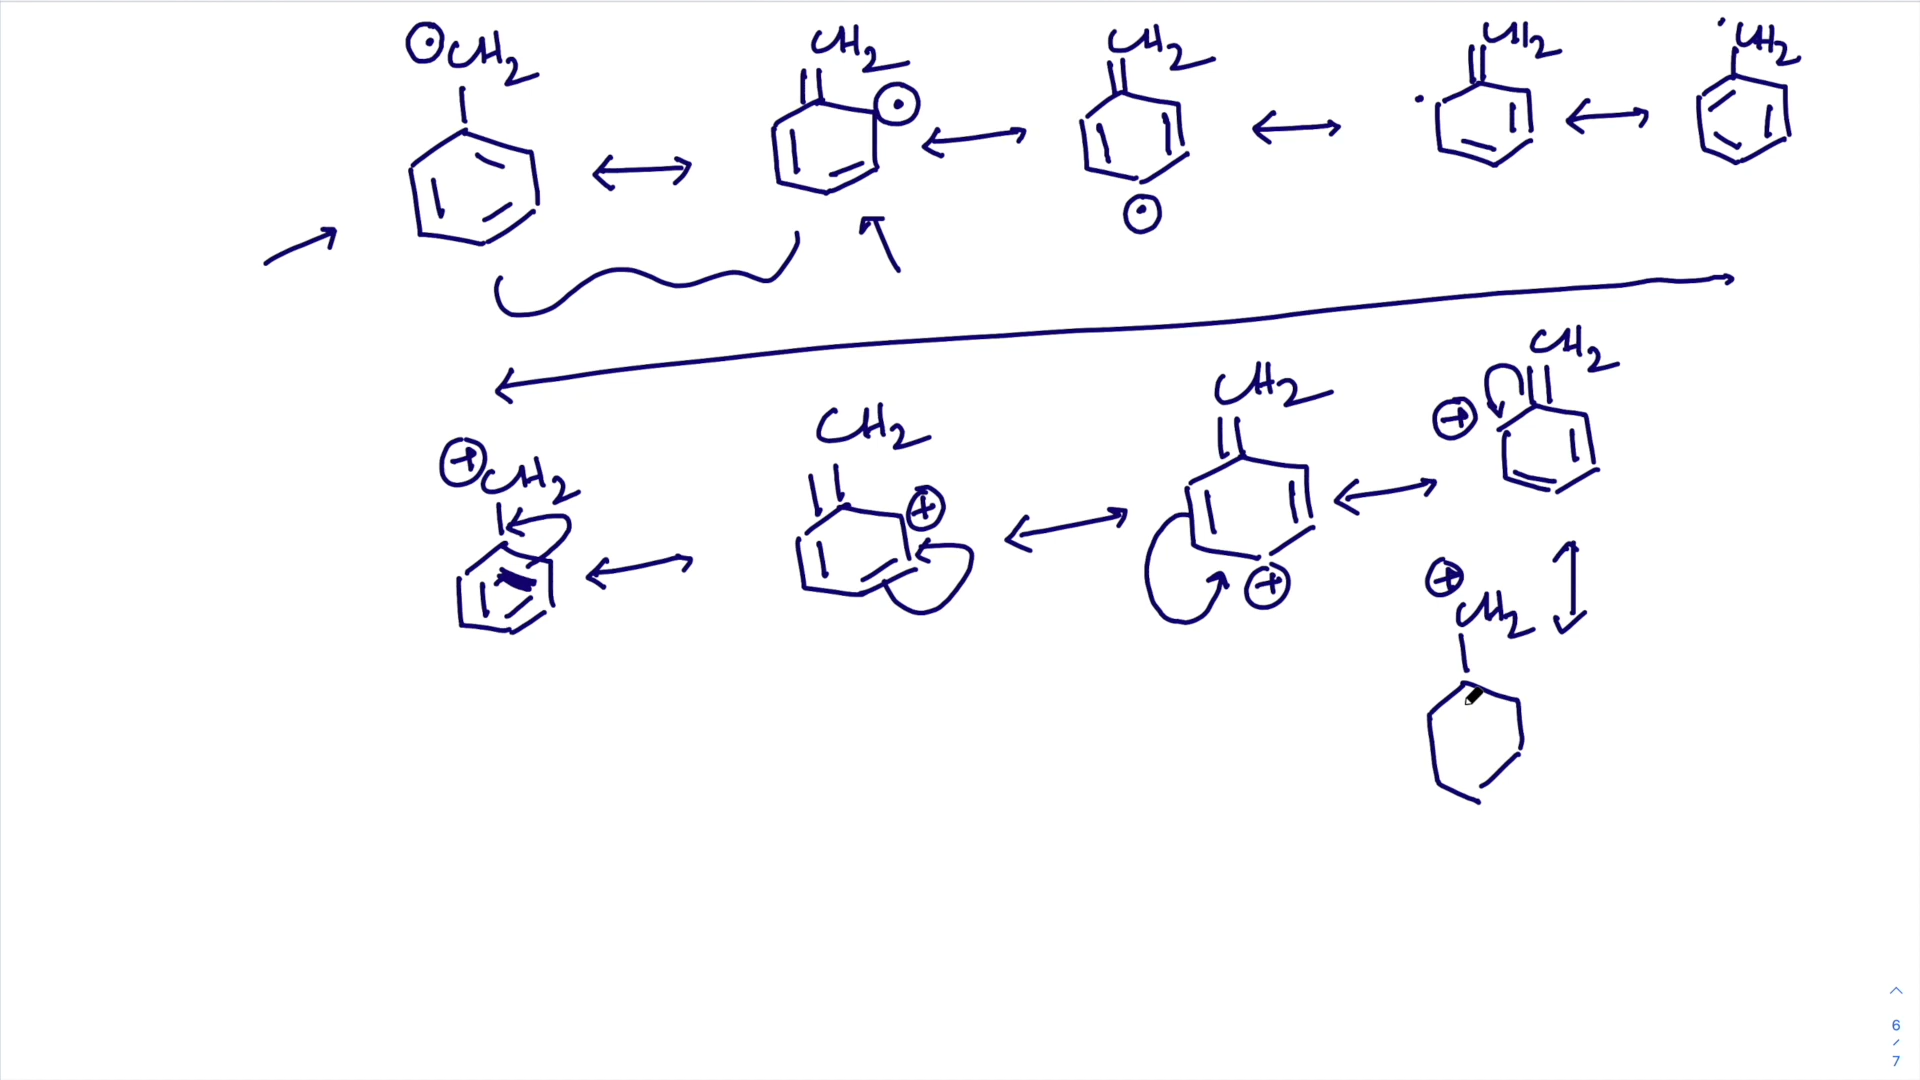 CH2 CH2 CH2 CH2 CH2
CH2 CH2 CH2 CH2
+ + + +
+ CH2
6
/
7